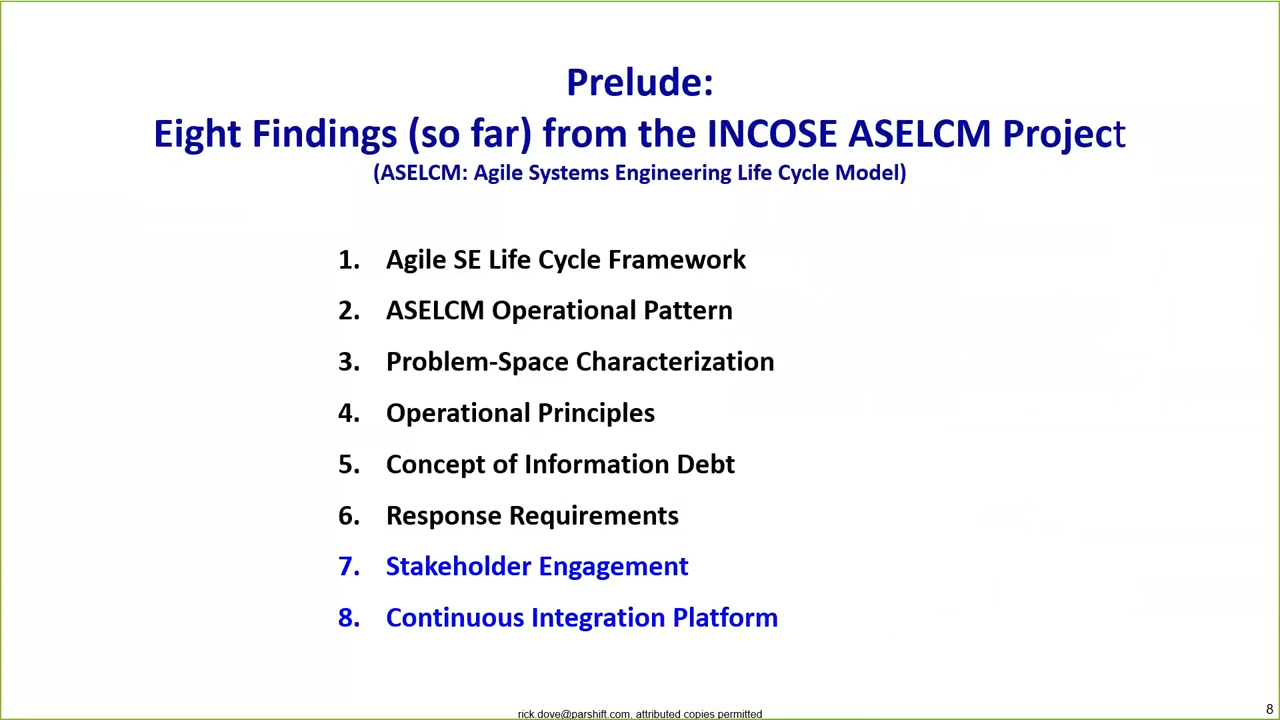 Prelude:
Eight Findings (so far) from the INCOSE ASELCM Project
(ASELCM: Agile Systems Engineering Life Cycle Model)
1. Agile SE Life Cycle Framework
2. ASELCM Operational Pattern
3. Problem-Space Characterization
4. Operational Principles
5. Concept of Information Debt
6. Response Requirements
7. Stakeholder Engagement
8. Continuous Integration Platform
rick.dove@parshift.com, attributed copies permitted
8